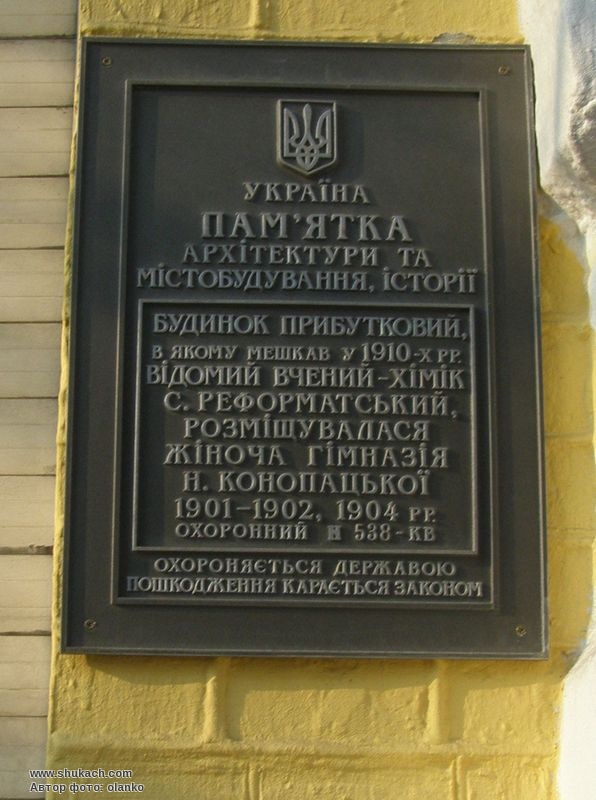 УКРАЇНА
ПАМ'ЯТКА
АРХІТЕКТУРИ ТА
МІСТОБУДУВАННЯ, ІСТОРІЇ
БУДИНОК ПРИБУТКОВИЙ,
В ЯКОМУ МЕШКАВ У 1910-Х РР.
ВІДОМИЙ ВЧЕНИЙ-ХІМІК
С. РЕФОРМАТСЬКИЙ,
РОЗМІЩУВАЛАСЯ
ЖІНОЧА ГІМНАЗІЯ
Н. КОНОПАЦЬКОЇ
1901-1902, 1904 РР.
ОХОРОННИЙ № 538-КВ
ОХОРОНЯЄТЬСЯ ДЕРЖАВОЮ
ПОШКОДЖЕННЯ КАРАЄТЬСЯ ЗАКОНОМ
www.shukach.com
Автор фото: olanko